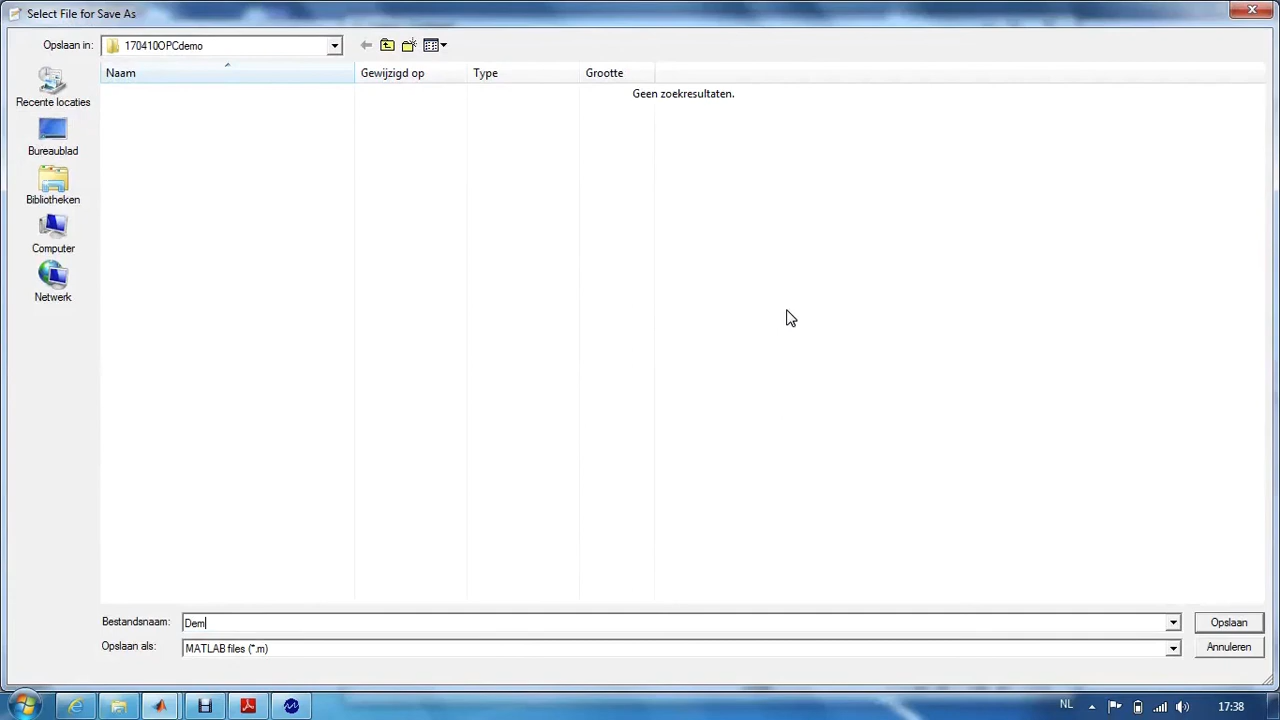 Select File for Save As
Opslaan in: 170410OPCdemo
Naam Gewijzigd op Type Grootte
Geen zoekresultaten.
Recente locaties
Bureaublad
Bibliotheken
Computer
Netwerk
Bestandsnaam: Dem Opslaan
Opslaan als: MATLAB files (*.m) Annuleren
NL 17:38